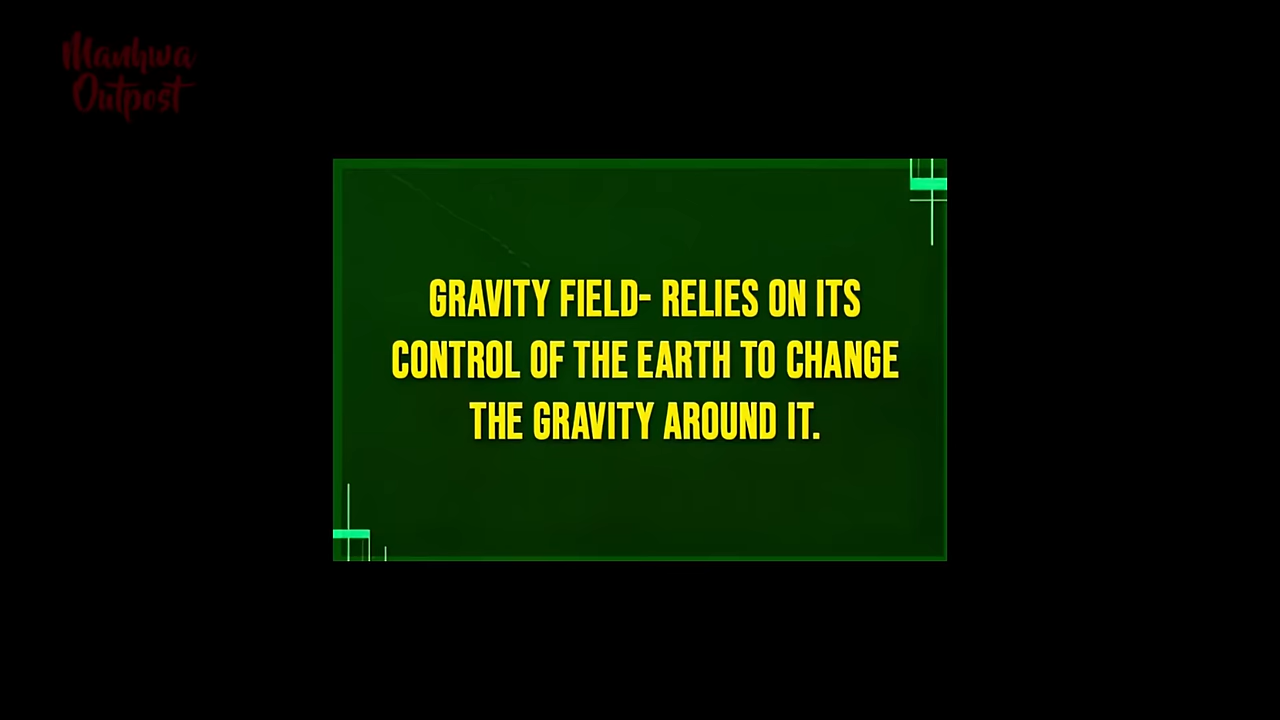 Manhwa
Outpost
GRAVITY FIELD- RELIES ON ITS
CONTROL OF THE EARTH TO CHANGE
THE GRAVITY AROUND IT.